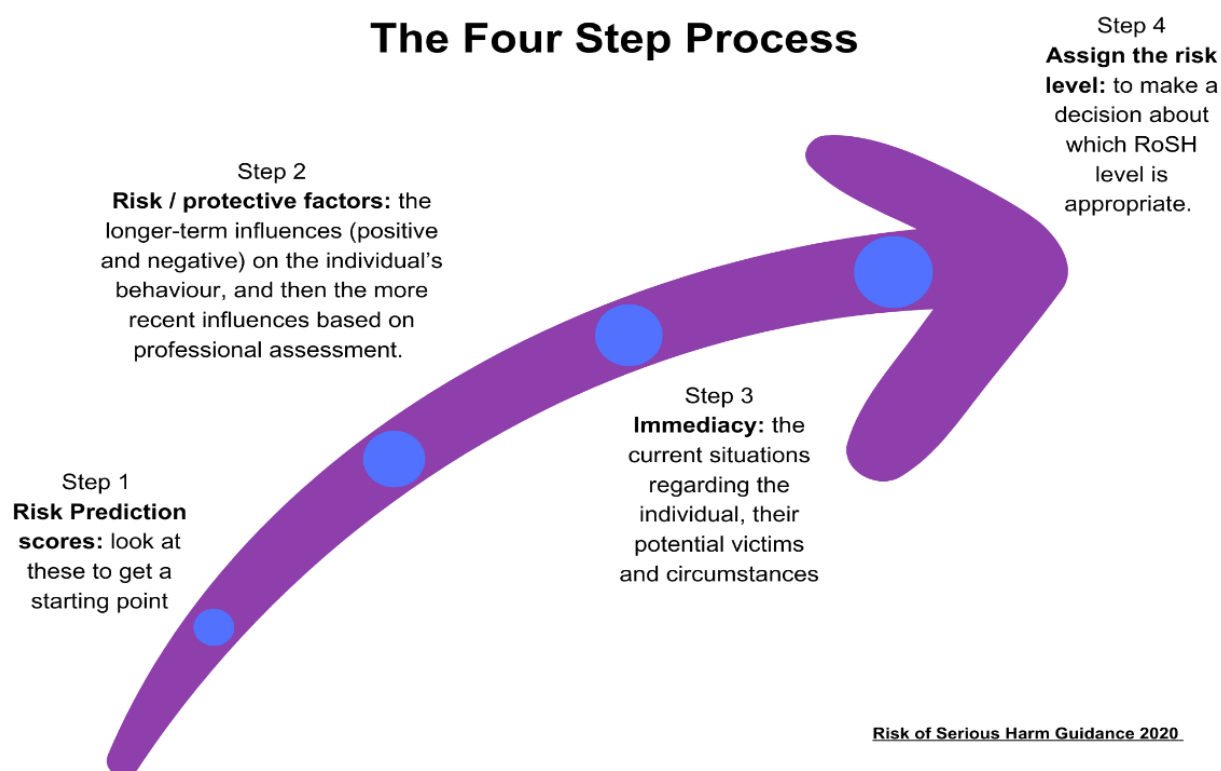 The Four Step Process
Step 1
Risk Prediction
scores: look at
these to get a
starting point
Step 2
Risk / protective factors: the
longer-term influences (positive
and negative) on the individual’s
behaviour, and then the more
recent influences based on
professional assessment.
Step 3
Immediacy: the
current situations
regarding the
individual, their
potential victims
and circumstances
Step 4
Assign the risk
level: to make a
decision about
which RoSH
level is
appropriate.
Risk of Serious Harm Guidance 2020